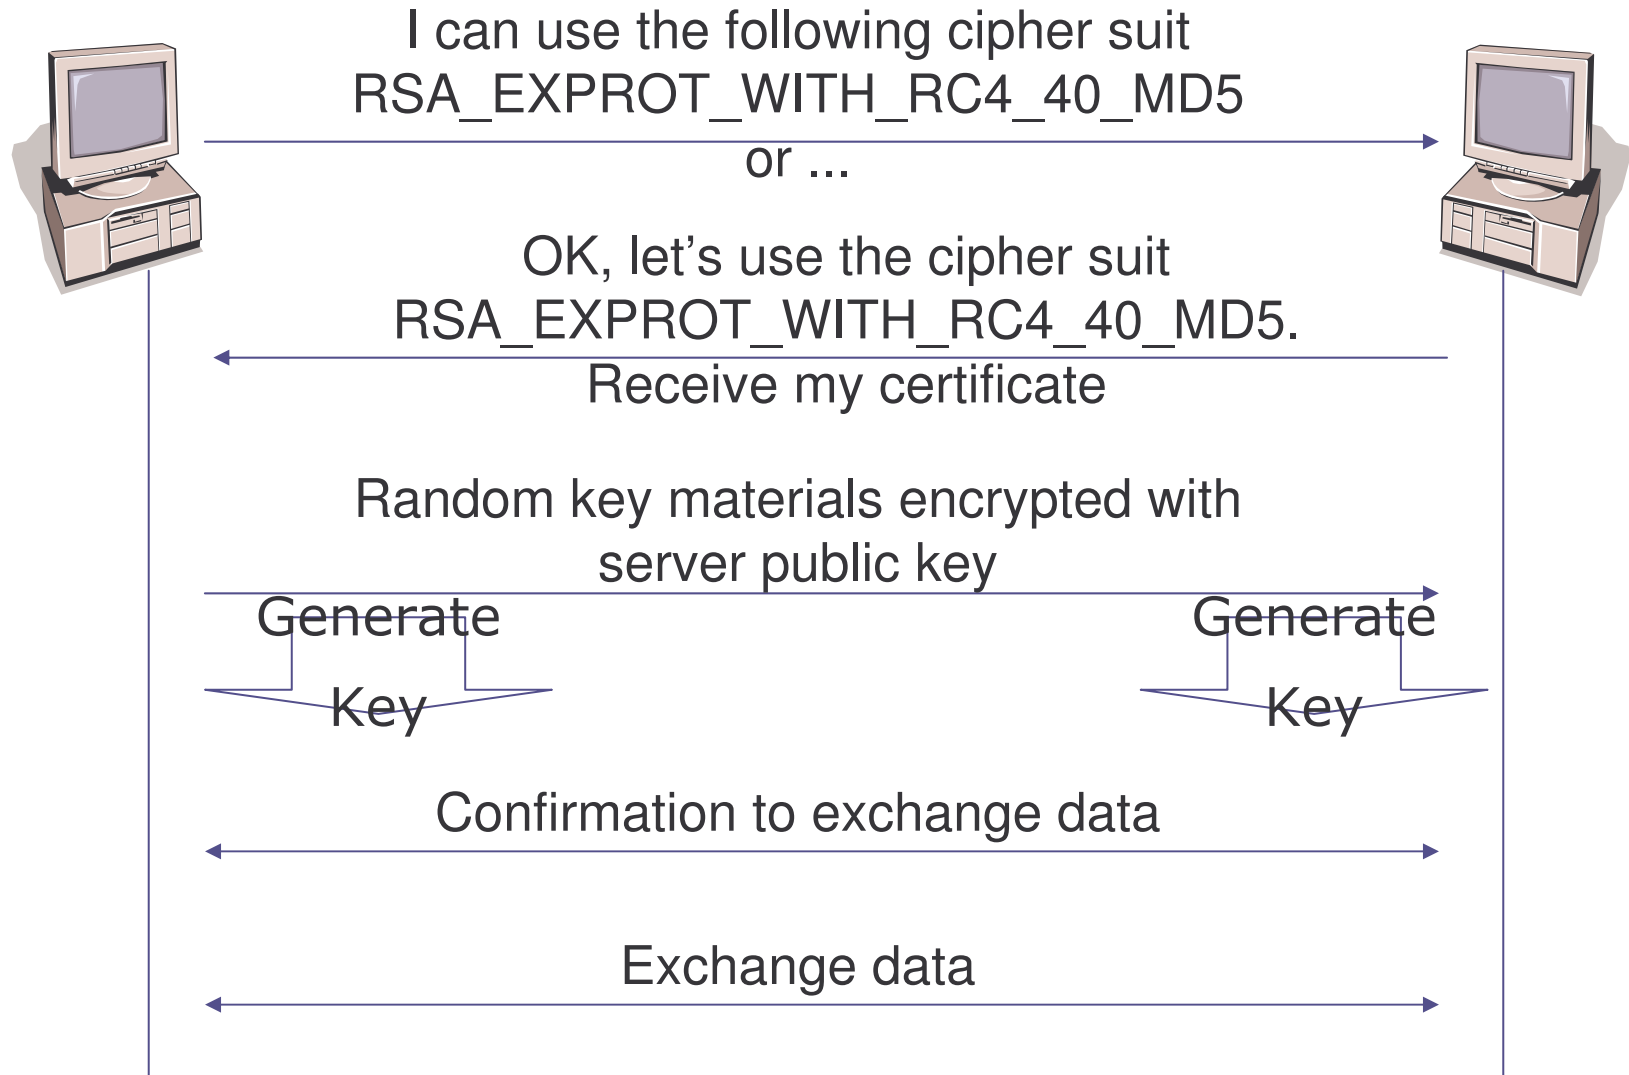 I can use the following cipher suit
RSA_EXPROT_WITH_RC4_40_MD5
or ...
OK, let's use the cipher suit
RSA_EXPROT_WITH_RC4_40_MD5.
Receive my certificate
Random key materials encrypted with
server public key
Generate
Key
Generate
Key
Confirmation to exchange data
Exchange data